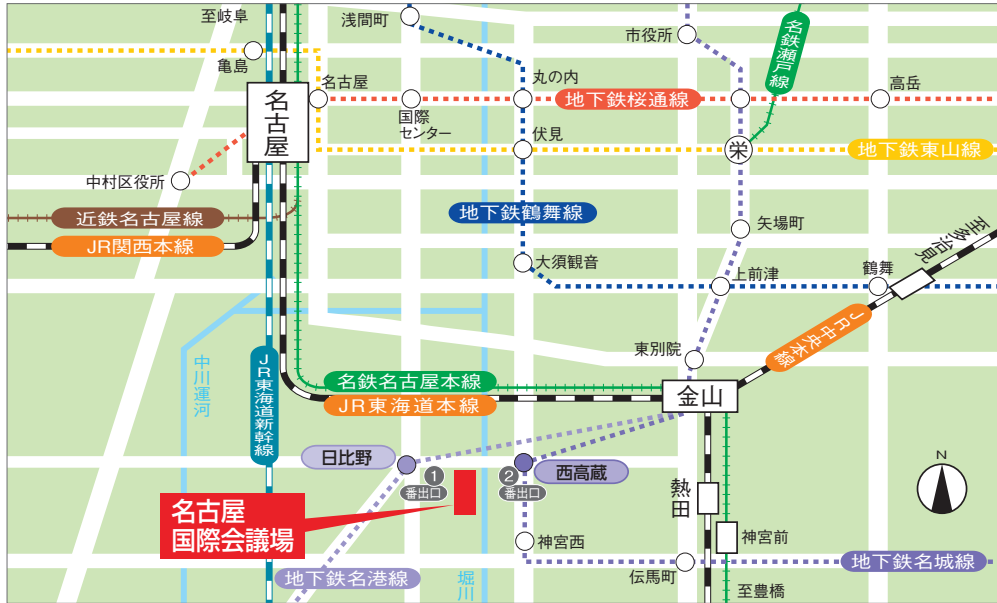 至岐阜
浅間町
市役所
名鉄瀬戸線
亀島
名古屋
名古屋
国際
センター
丸の内
地下鉄桜通線
高岳
伏見
栄
地下鉄東山線
中村区役所
近鉄名古屋線
JR関西本線
地下鉄鶴舞線
矢場町
至多治見
大須観音
上前津
鶴舞
JR中央本線
東別院
中川運河
JR東海道新幹線
名鉄名古屋本線
JR東海道本線
金山
日比野
1
番出口
2
番出口
西高蔵
熱田
N
名古屋
国際会議場
神宮西
神宮前
地下鉄名港線
堀川
伝馬町
地下鉄名城線
至豊橋